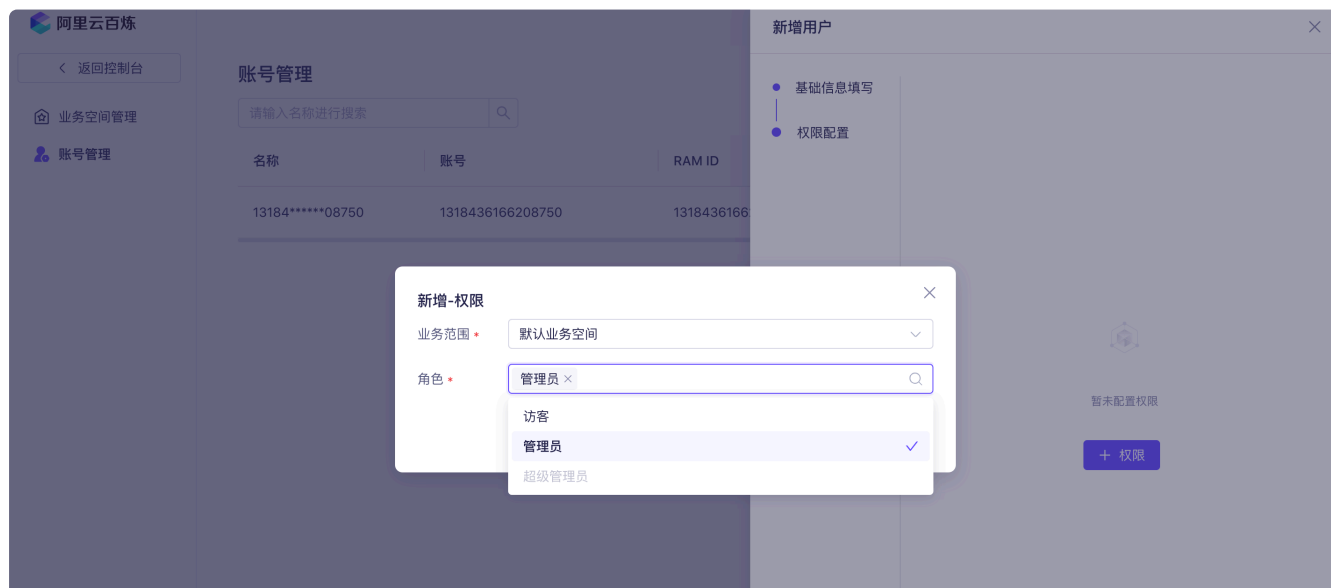 阿里云百炼
返回控制台
业务空间管理
账号管理
账号管理
请输入名称进行搜索
名称 账号 RAM ID
13184******08750 1318436166208750 1318436166
新增用户
基础信息填写
权限配置
暂未配置权限
+ 权限
新增-权限
业务范围 * 默认业务空间
角色 * 管理员 ×
访客
管理员
超级管理员